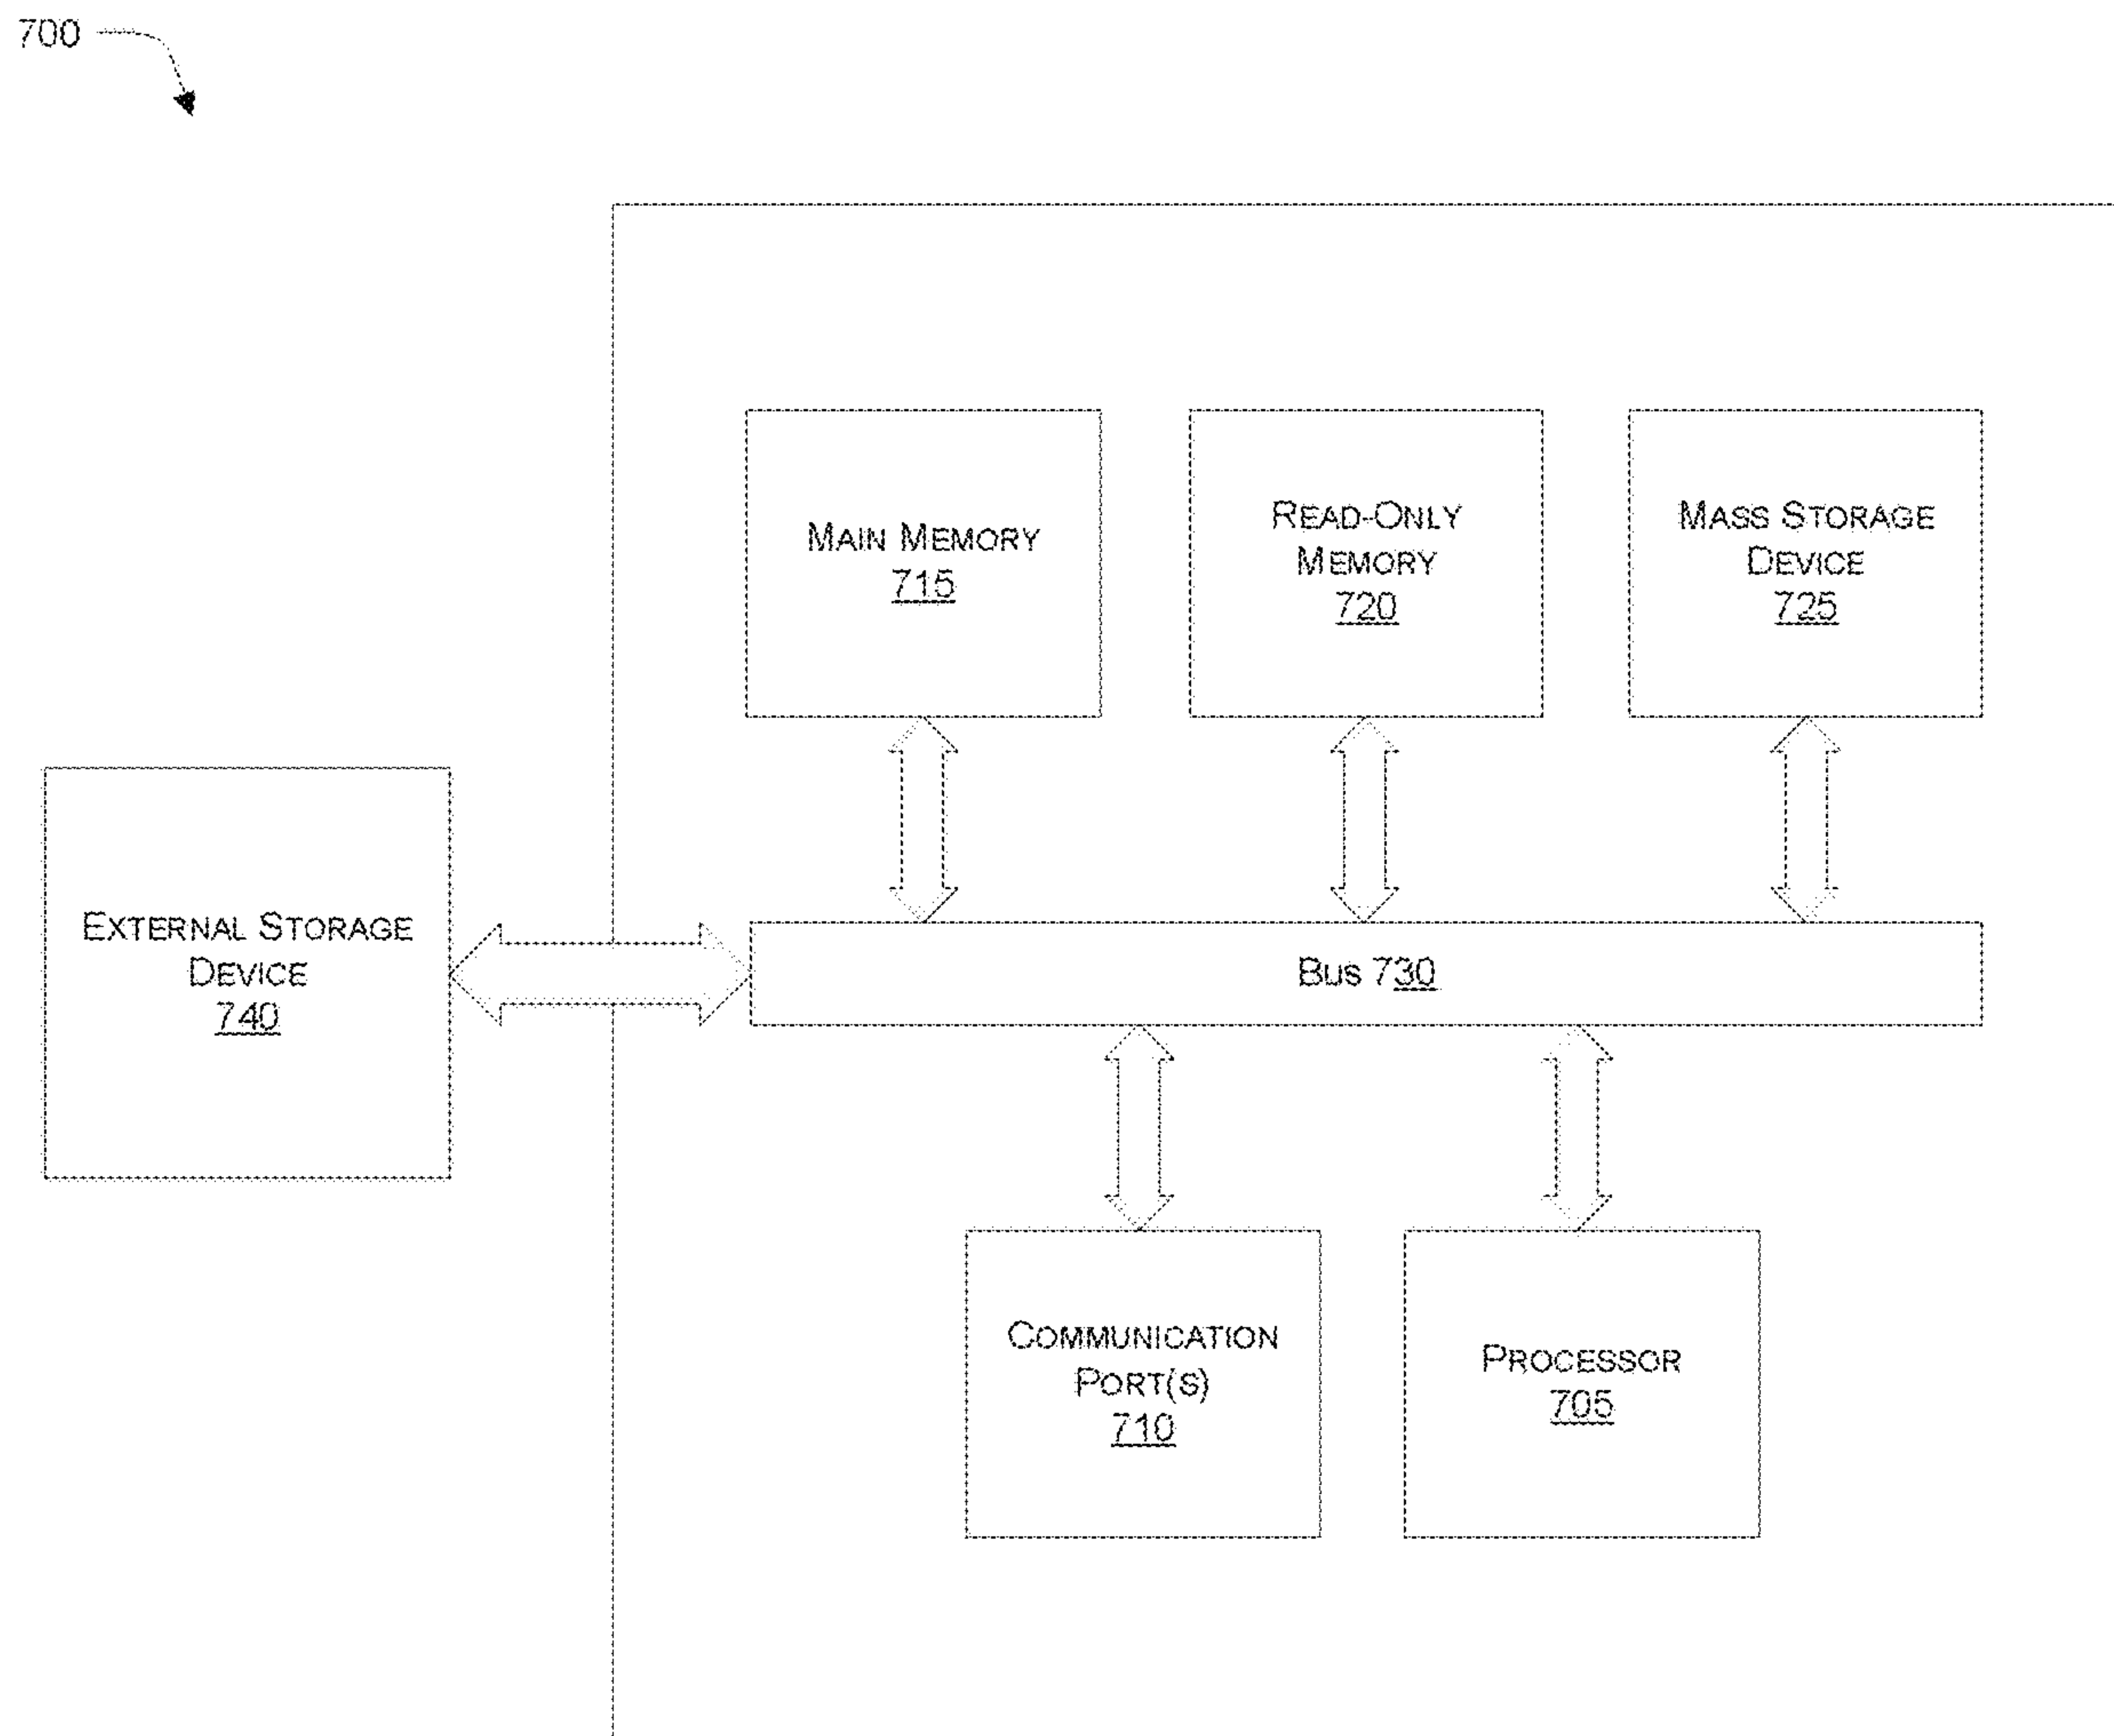 700
MAIN MEMORY
715
READ-ONLY
MEMORY
720
MASS STORAGE
DEVICE
725
EXTERNAL STORAGE
DEVICE
740
Bus 730
COMMUNICATION
PORT(S)
710
PROCESSOR
705